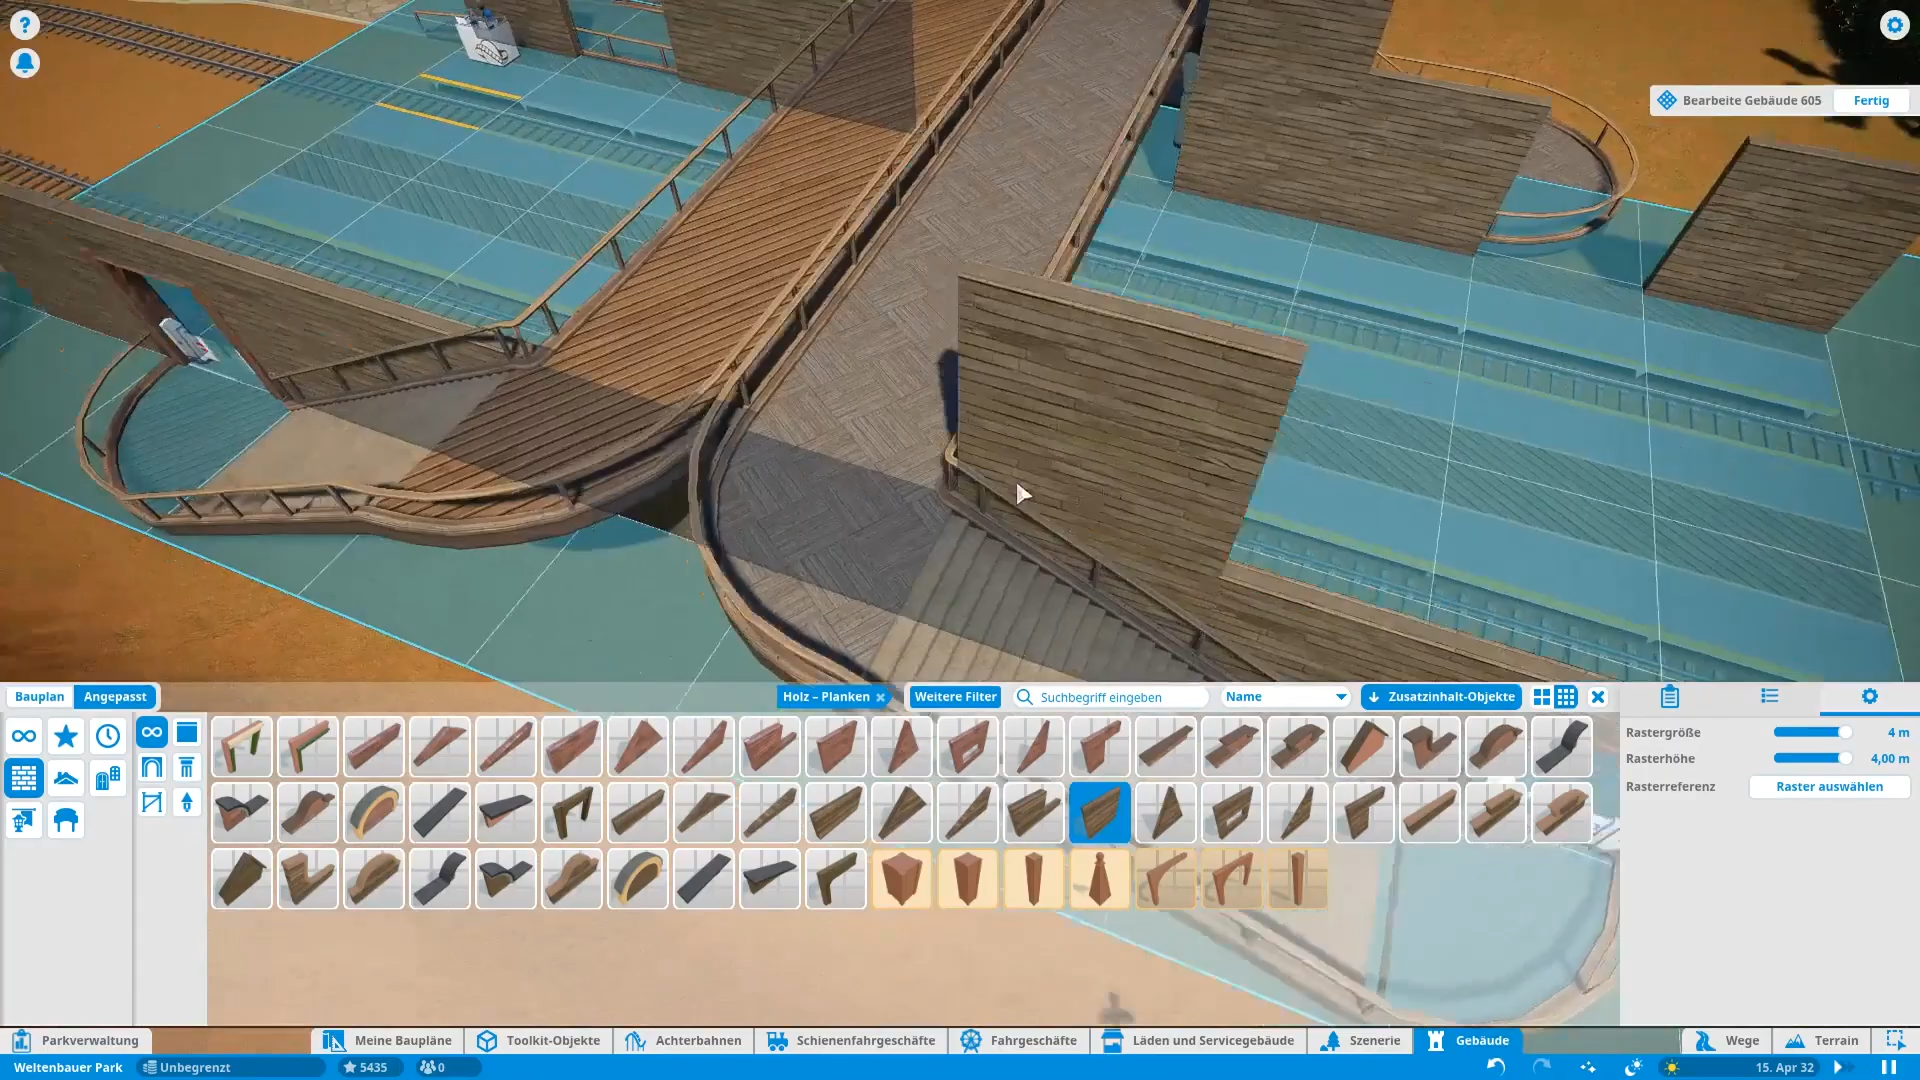 ?
Bearbeite Gebäude 605
Fertig
Bauplan
Angepasst
Holz – Planken ×
Weitere Filter
Suchbegriff eingeben
Name
Zusatzinhalt-Objekte
Rastergröße
4 m
Rasterhöhe
4,00 m
Rasterreferenz
Raster auswählen
Parkverwaltung
Meine Baupläne
Toolkit-Objekte
Achterbahnen
Schienenfahrgeschäfte
Fahrgeschäfte
Läden und Servicegebäude
Szenerie
Gebäude
Wege
Terrain
Weltenbauer Park
Unbegrenzt
5435
0
15. Apr 32